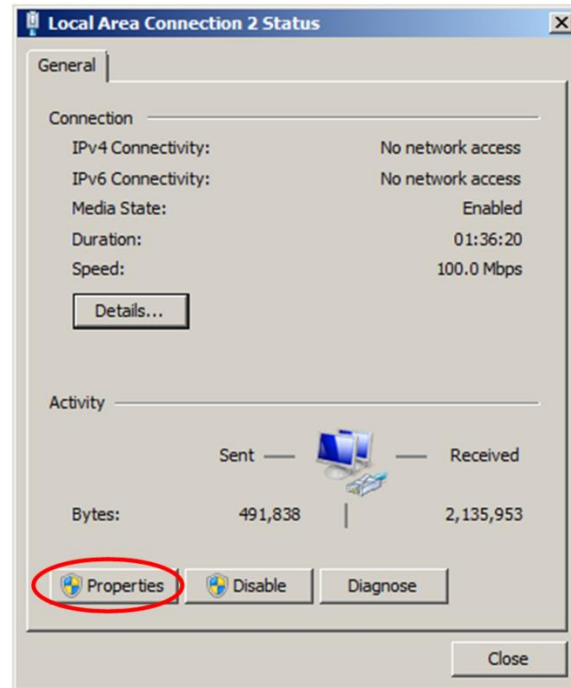 Local Area Connection 2 Status
General
Connection
IPv4 Connectivity: No network access
IPv6 Connectivity: No network access
Media State: Enabled
Duration: 01:36:20
Speed: 100.0 Mbps
Details...
Activity
Sent Received
Bytes: 491,838 2,135,953
Properties Disable Diagnose
Close